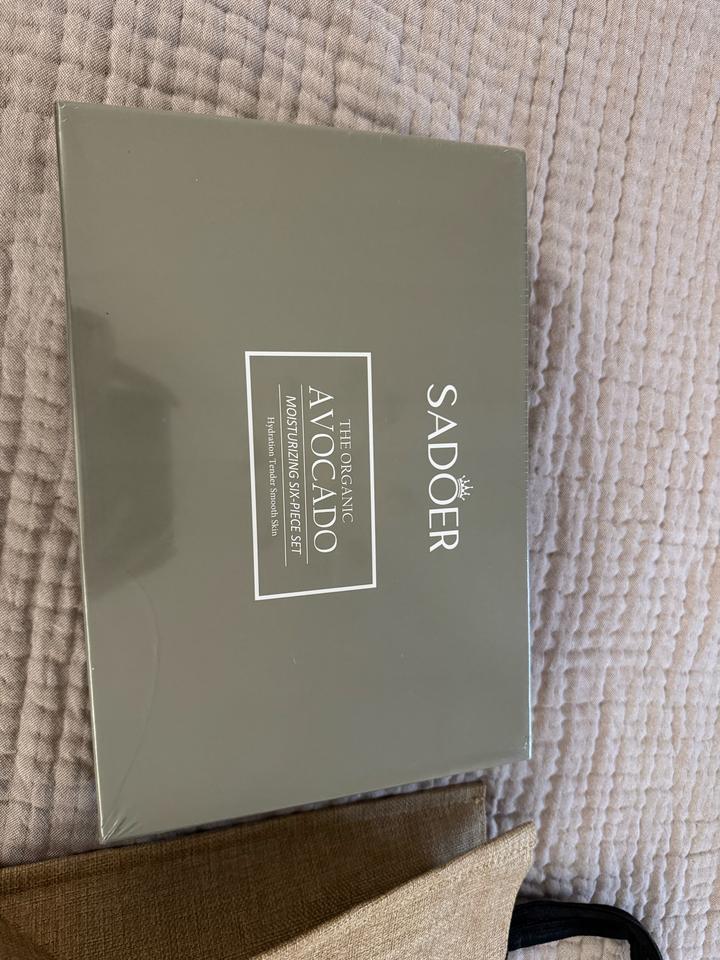 SADOER
THE ORGANIC
AVOCADO
MOISTURIZING SIX-PIECE SET
Hydration Tender Smooth Skin